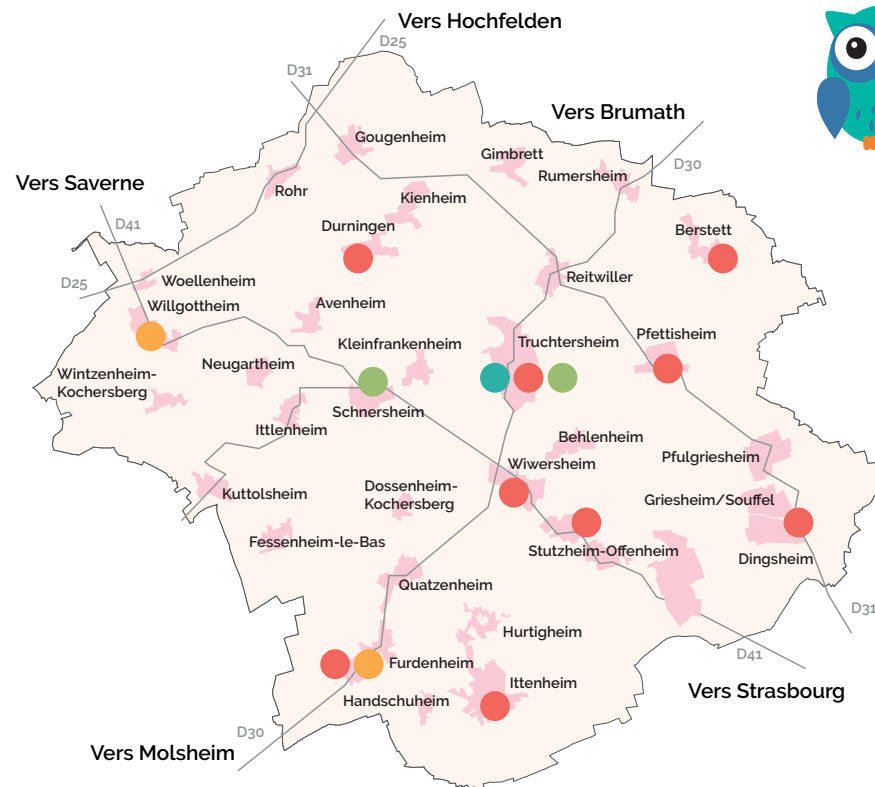 Vers Hochfelden
D25
D31
Vers Brumath
Gougenheim
Gimbrett
D30
Rumersheim
Vers Saverne
Rohr
Kienheim
D41
Durningen
Berstett
D25
Woellenheim
Reitwiller
Willgottheim
Avenheim
Kleinfrankenheim
Truchtersheim
Pfettisheim
Wintzenheim-
Kochersberg
Neugartheim
Schnersheim
Ittlenheim
Behlenheim
Wiwersheim
Pfulgriesheim
Kuttolsheim
Dossenheim-
Kochersberg
Griesheim/Souffel
Fessenheim-le-Bas
Stutzheim-Offenheim
Dingsheim
Quatzenheim
D31
Hurtigheim
D41
Furdenheim
Ittenheim
Vers Strasbourg
Handschuheim
D30
Vers Molsheim